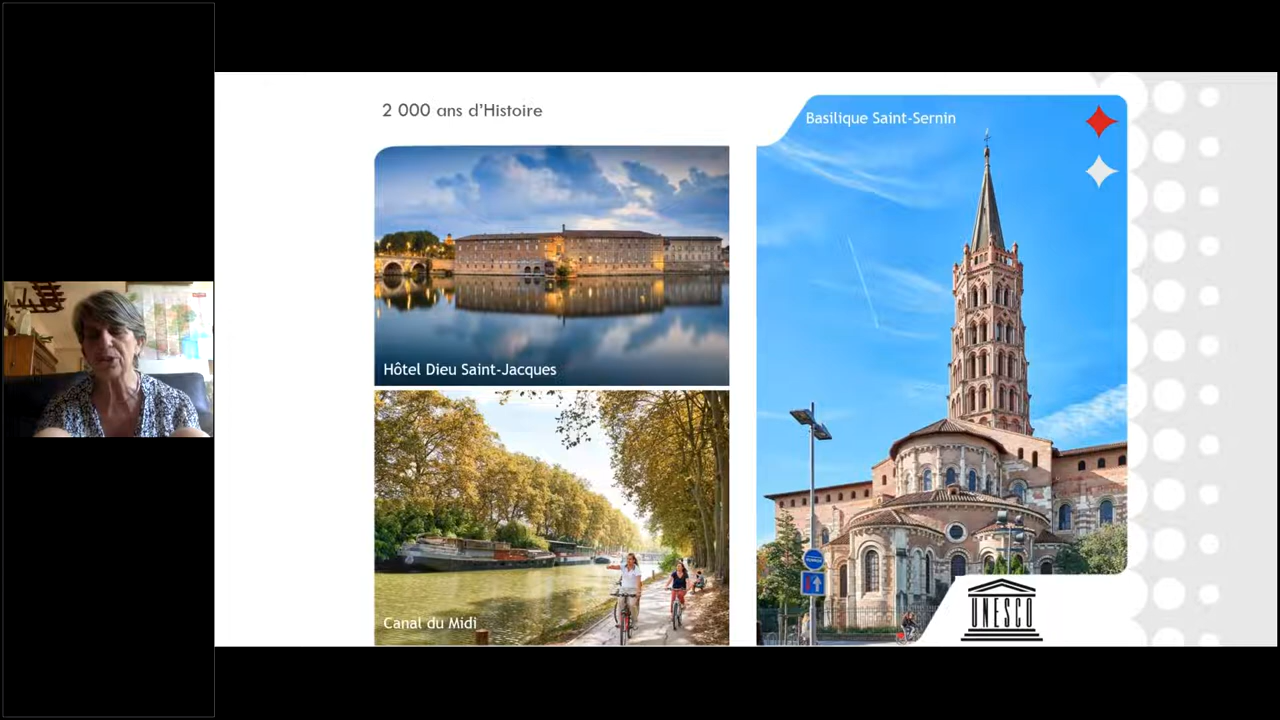 2 000 ans d'Histoire
Basilique Saint-Sernin
Hôtel Dieu Saint-Jacques
Canal du Midi
UNESCO